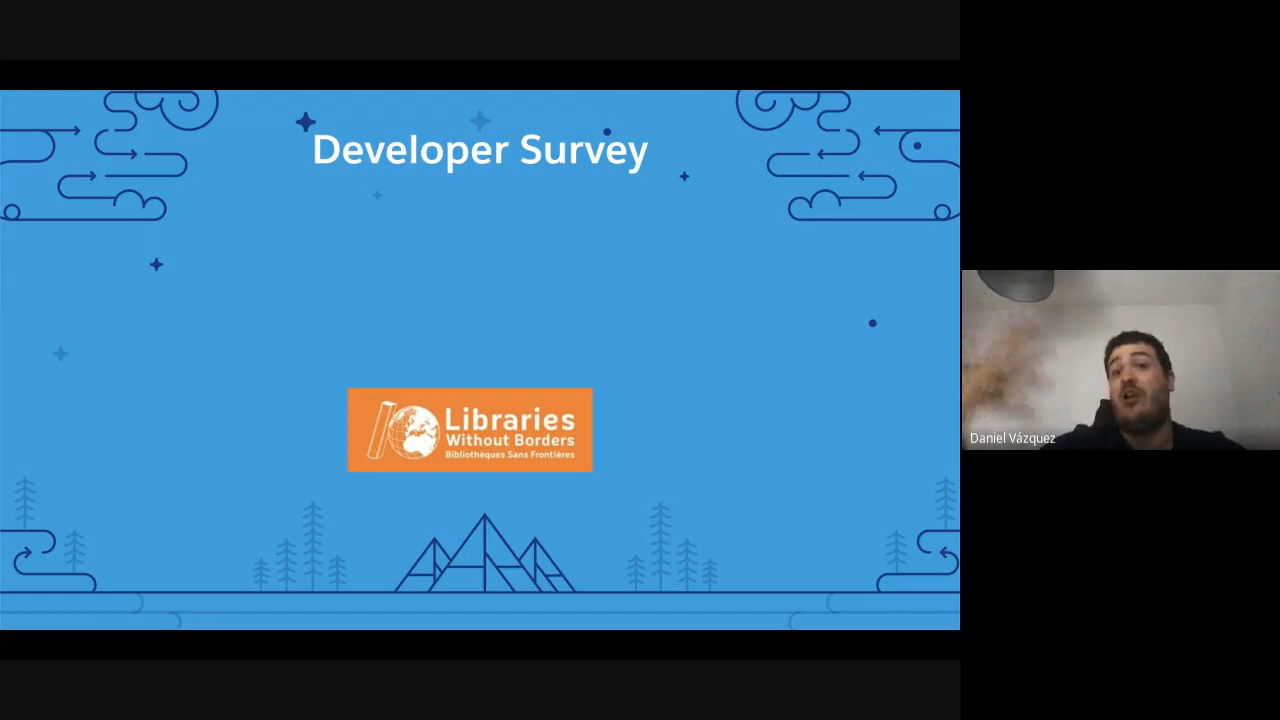 Developer Survey
Libraries
Without Borders
Bibliothèques Sans Frontières
Daniel Vázquez